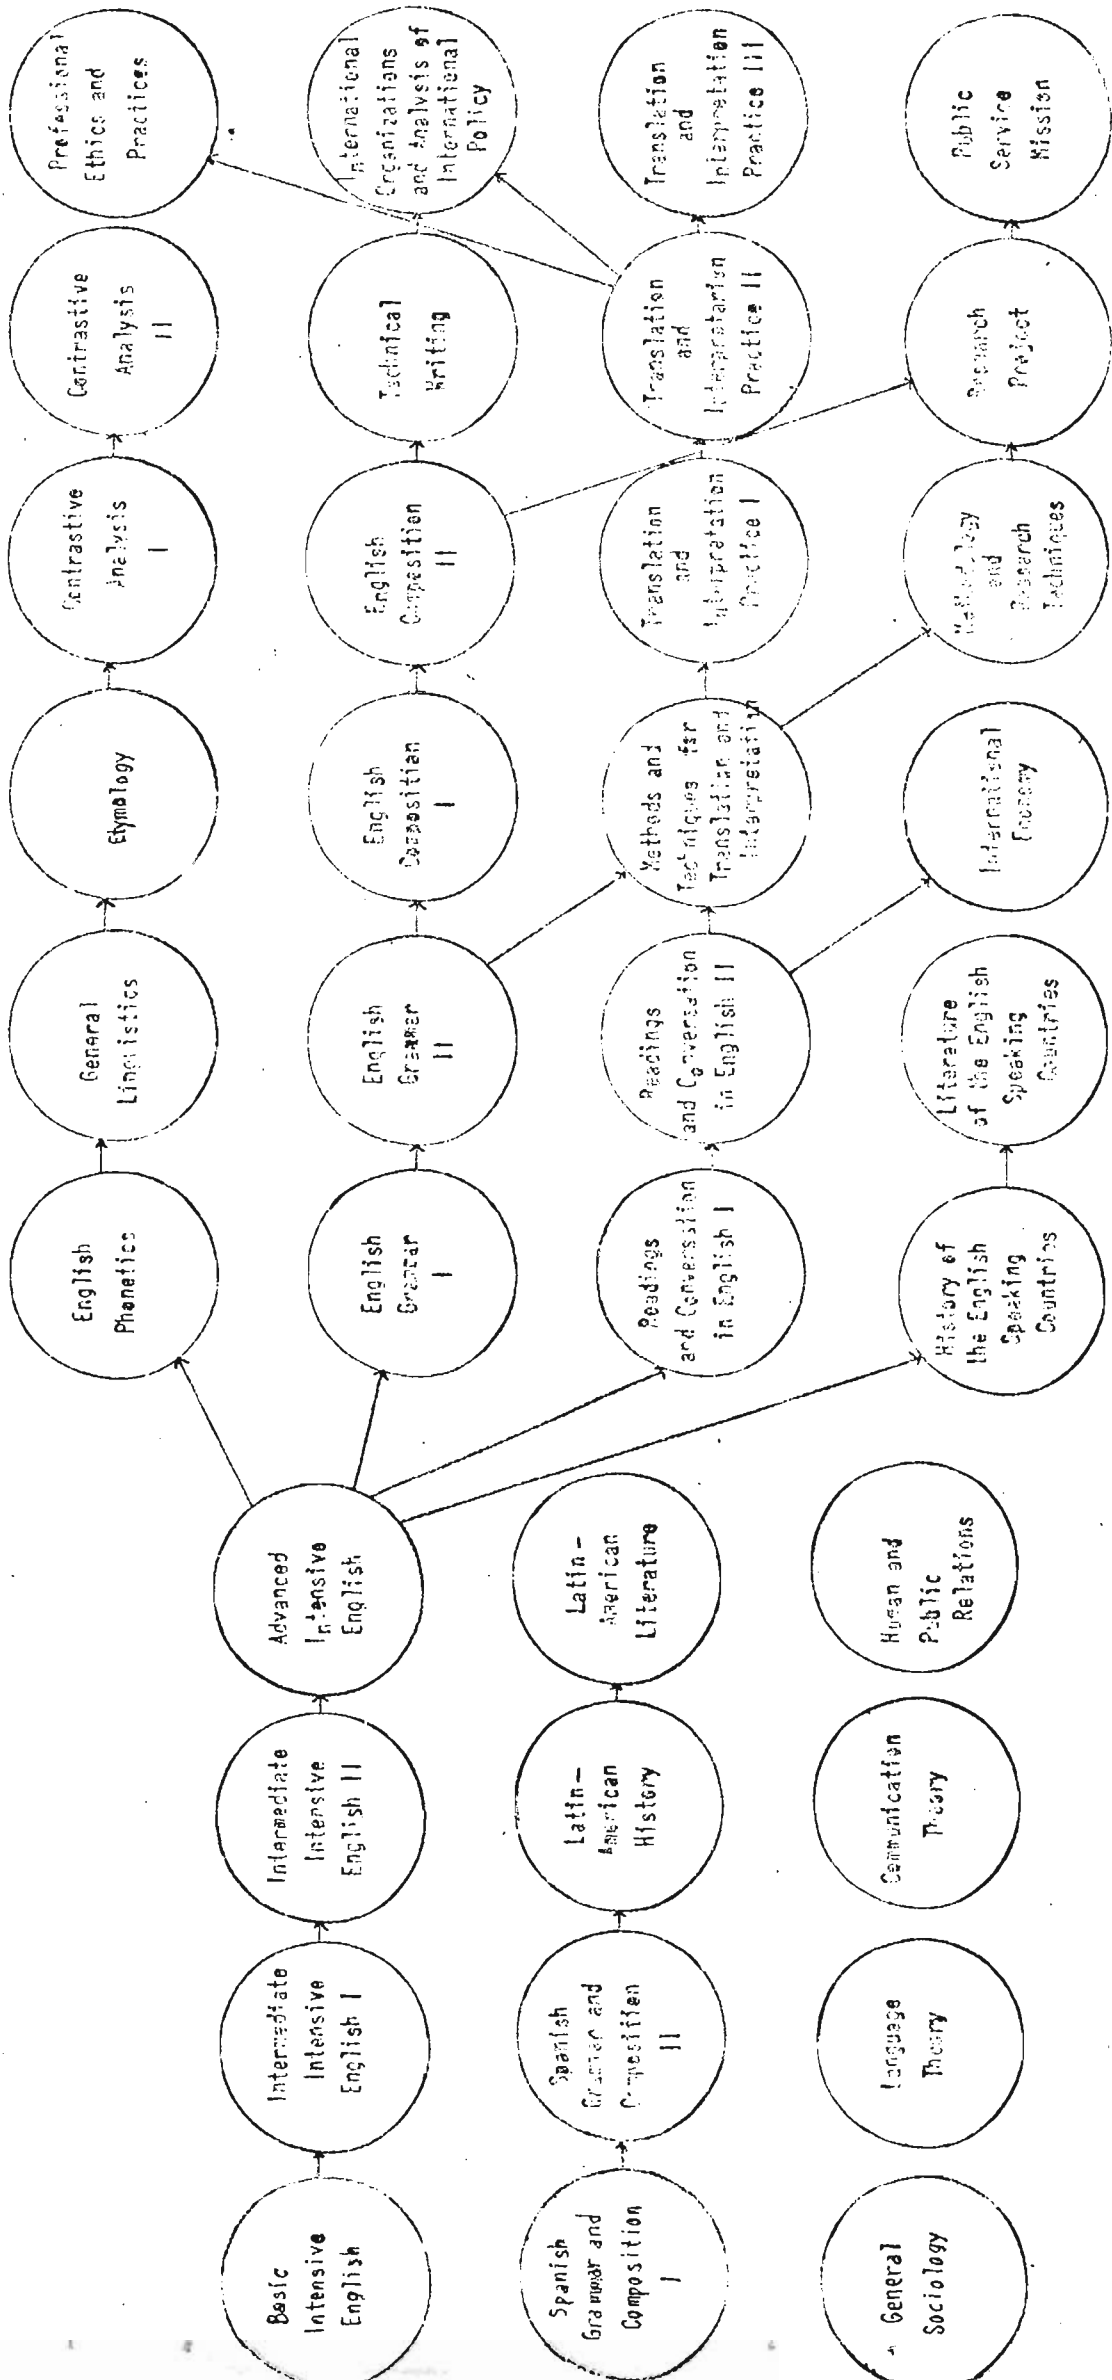 Basic
Intensive
English
Intermediate
Intensive
English I
Intermediate
Intensive
English II
Advanced
Intensive
English
Spanish
Grammar and
Composition
I
Spanish
Grammar and
Composition
II
Latin-
American
History
Latin-
American
Literature
General
Sociology
Language
Theory
Communication
Theory
Human and
Public
Relations
English
Phonetics
General
Linguistics
Etymology
Contrastive
Analysis
I
Contrastive
Analysis
II
Professional
Ethics and
Practices
English
Grammar
I
English
Grammar
II
English
Composition
I
English
Composition
II
Technical
Writing
International
Organizations
and Analysis of
International
Policy
Readings
and Conversation
in English I
Readings
and Conversation
in English II
Methods and
Techniques for
Translation and
Interpretation
Translation
and
Interpretation
Practice I
Translation
and
Interpretation
Practice II
Translation
and
Interpretation
Practice III
History of
the English
Speaking
Countries
Literature
of the English
Speaking
Countries
International
Economy
Methodology
and
Research
Techniques
Research
Project
Public
Service
Mission